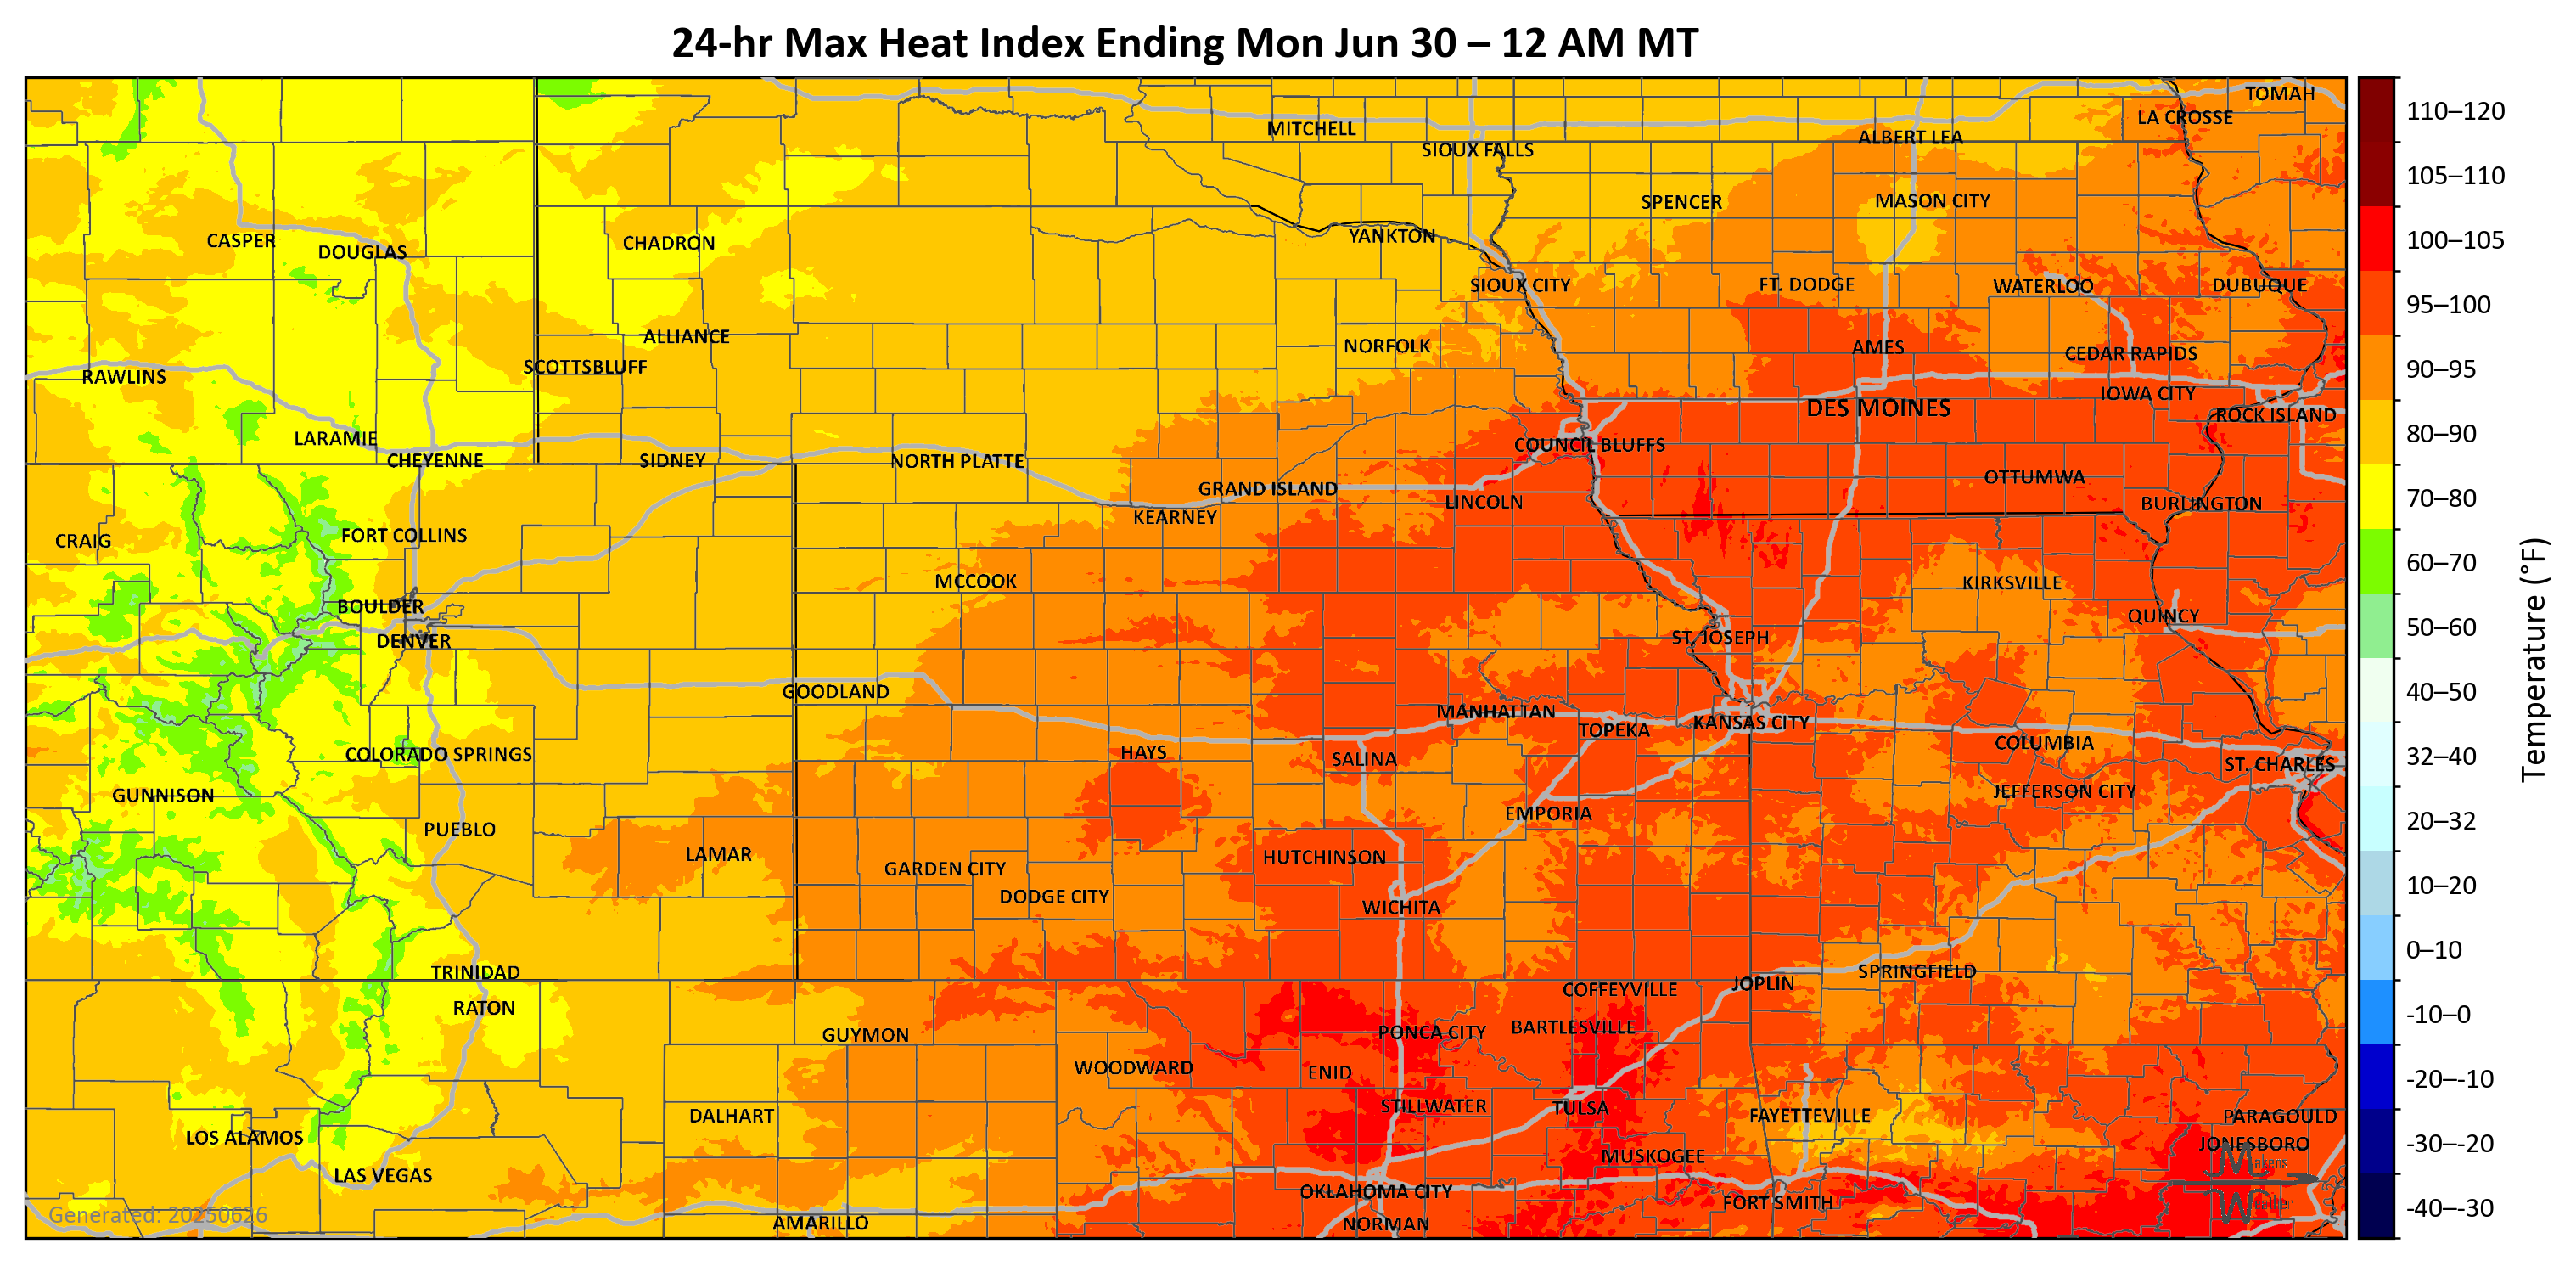 24-hr Max Heat Index Ending Mon Jun 30 – 12 AM MT
TOMAH
LA CROSSE
MITCHELL
ALBERT LEA
SIOUX FALLS
SPENCER
MASON CITY
CASPER
DOUGLAS
CHADRON
YANKTON
SIOUX CITY
FT. DODGE
WATERLOO
DUBUQUE
ALLIANCE
NORFOLK
AMES
CEDAR RAPIDS
SCOTTSBLUFF
RAWLINS
IOWA CITY
DES MOINES
ROCK ISLAND
LARAMIE
COUNCIL BLUFFS
CHEYENNE
SIDNEY
NORTH PLATTE
OTTUMWA
GRAND ISLAND
LINCOLN
BURLINGTON
KEARNEY
FORT COLLINS
CRAIG
MCCOOK
KIRKSVILLE
BOULDER
QUINCY
DENVER
ST. JOSEPH
GOODLAND
MANHATTAN
KANSAS CITY
TOPEKA
COLUMBIA
COLORADO SPRINGS
HAYS
SALINA
ST. CHARLES
GUNNISON
JEFFERSON CITY
EMPORIA
PUEBLO
LAMAR
HUTCHINSON
GARDEN CITY
DODGE CITY
WICHITA
TRINIDAD
SPRINGFIELD
JOPLIN
COFFEYVILLE
RATON
BARTLESVILLE
GUYMON
PONCA CITY
WOODWARD
ENID
STILLWATER
TULSA
DALHART
FAYETTEVILLE
PARAGOULD
LOS ALAMOS
JONESBORO
MUSKOGEE
LAS VEGAS
OKLAHOMA CITY
FORT SMITH
AMARILLO
NORMAN
Generated: 20250626
110–120
105–110
100–105
95–100
90–95
80–90
70–80
60–70
50–60
40–50
32–40
20–32
10–20
0–10
-10–0
-20–-10
-30–-20
-40–-30
Temperature (°F)